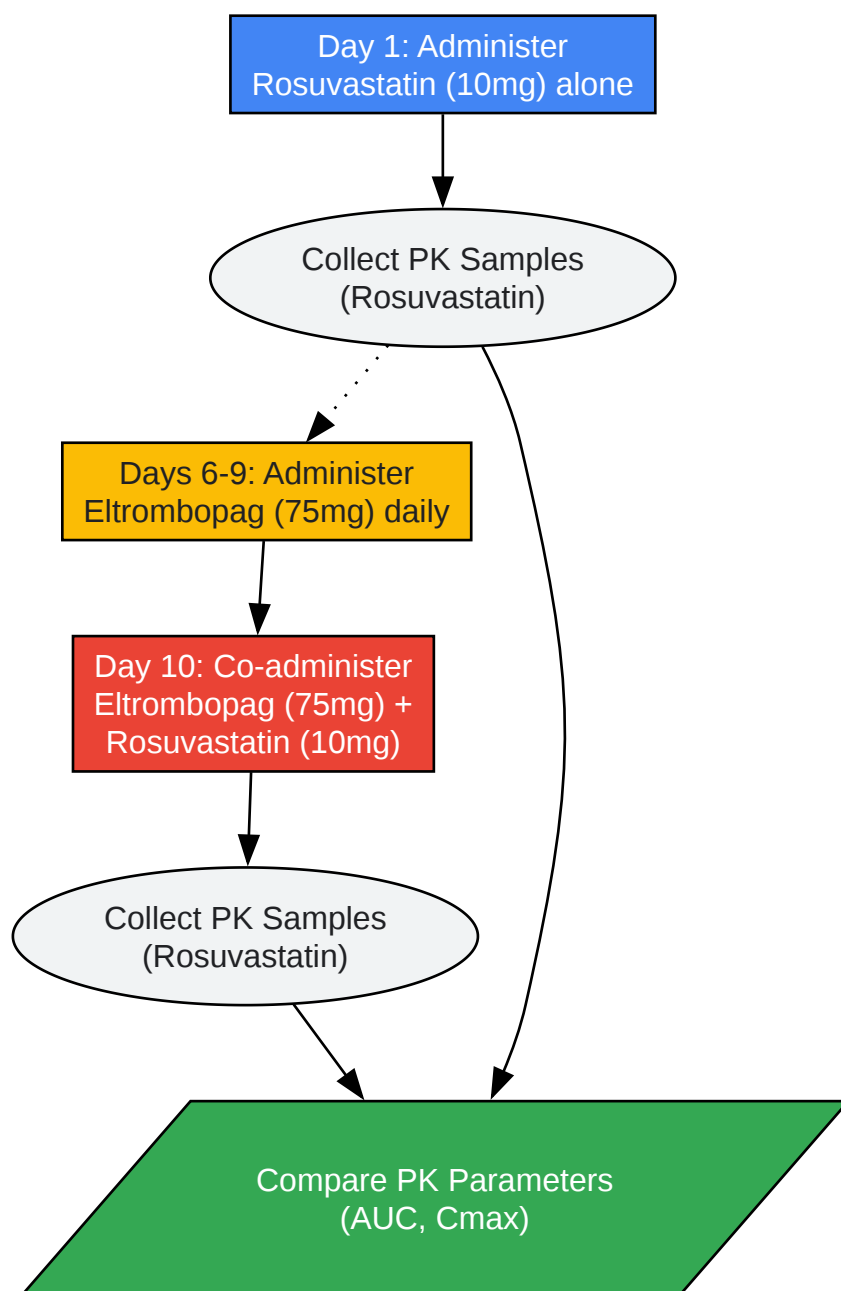 Day 1: Administer
Rosuvastatin (10mg) alone
Collect PK Samples
(Rosuvastatin)
Days 6-9: Administer
Eltrombopag (75mg) daily
Day 10: Co-administer
Eltrombopag (75mg) +
Rosuvastatin (10mg)
Collect PK Samples
(Rosuvastatin)
Compare PK Parameters
(AUC, Cmax)